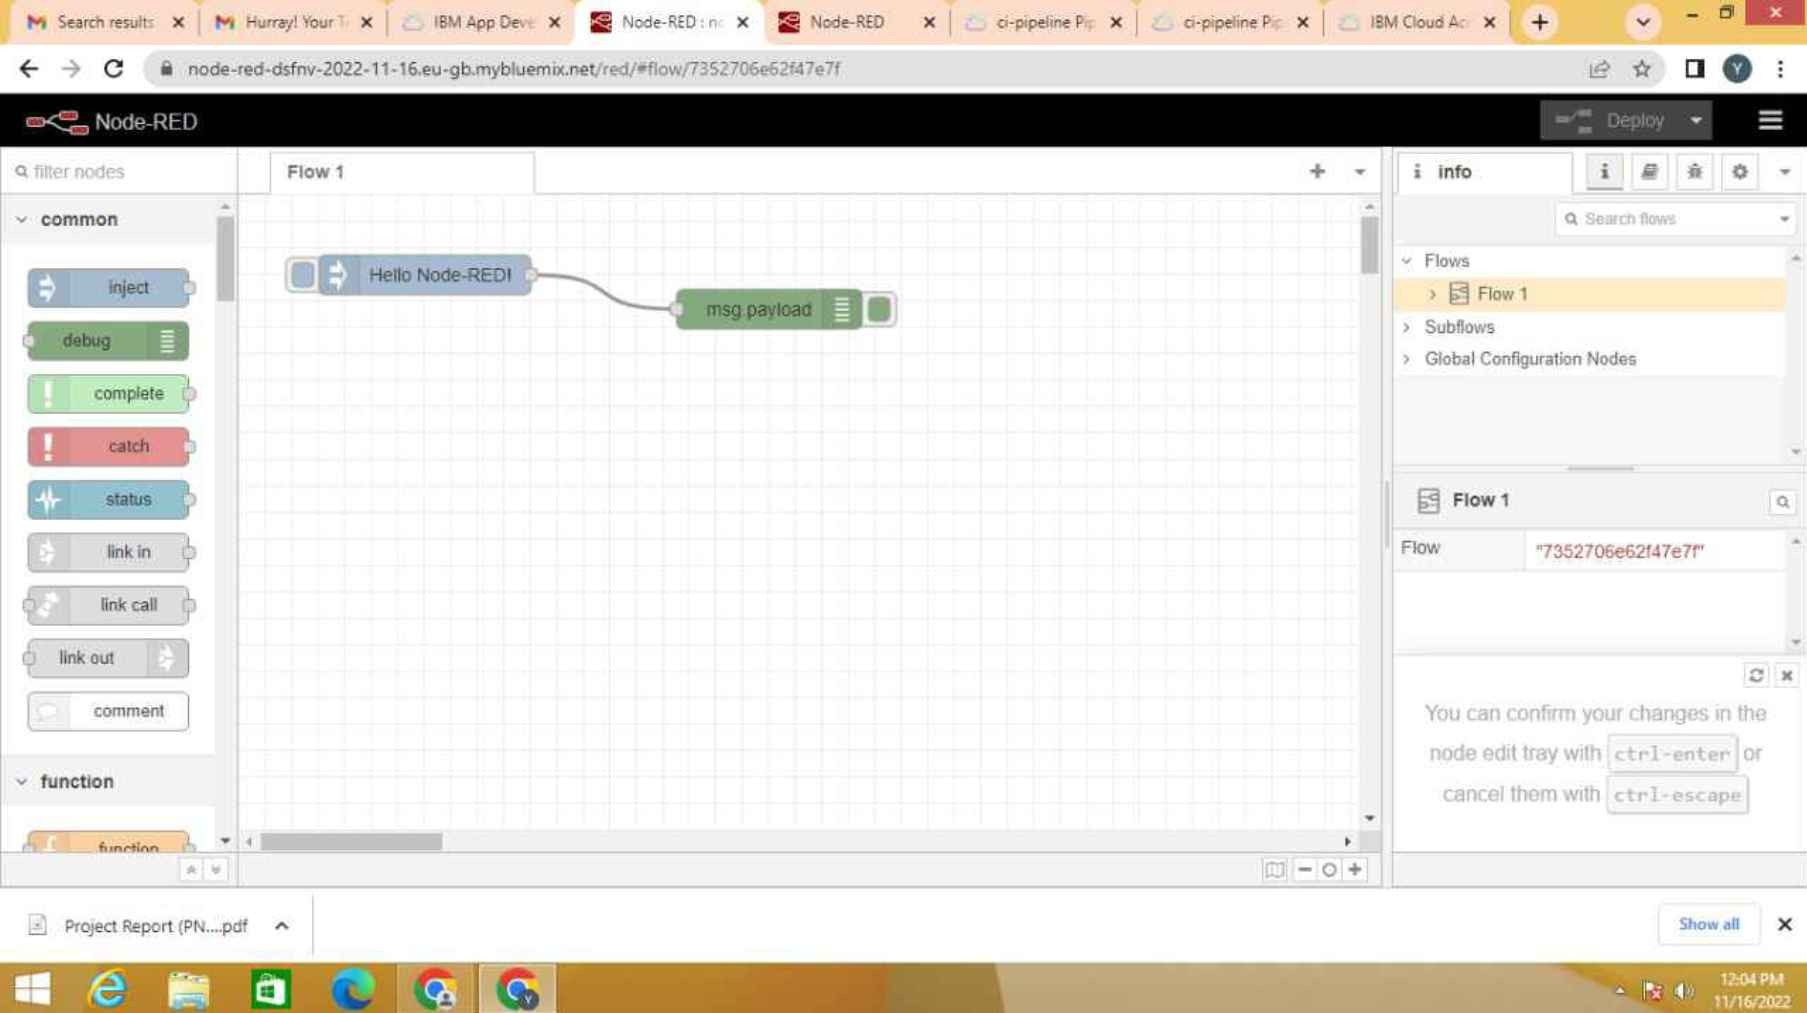 Search results
Hurray! Your T
IBM App Deve
Node-RED : no
Node-RED
ci-pipeline Pip
ci-pipeline Pip
IBM Cloud Ac
node-red-dsfnv-2022-11-16.eu-gb.mybluemix.net/red/#flow/7352706e62f47e7f
Y
Node-RED
Deploy
filter nodes
Flow 1
info
common
Search flows
inject
Hello Node-RED!
Flows
Flow 1
debug
msg.payload
Subflows
Global Configuration Nodes
complete
catch
status
Flow 1
link in
Flow
"7352706e62f47e7f"
link call
link out
comment
You can confirm your changes in the
node edit tray with ctrl-enter or
cancel them with ctrl-escape
function
function
Project Report (PN....pdf
Show all
12:04 PM
11/16/2022